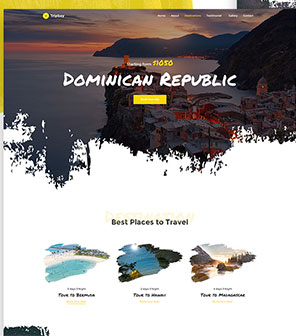 Tripbay
Home About Destinations Testimonial Gallery Contact
Starting from $1050
Dominican Republic
Best Places to Travel
Tour to Bermuda
Tour to Hawaii
Tour to Madagascar